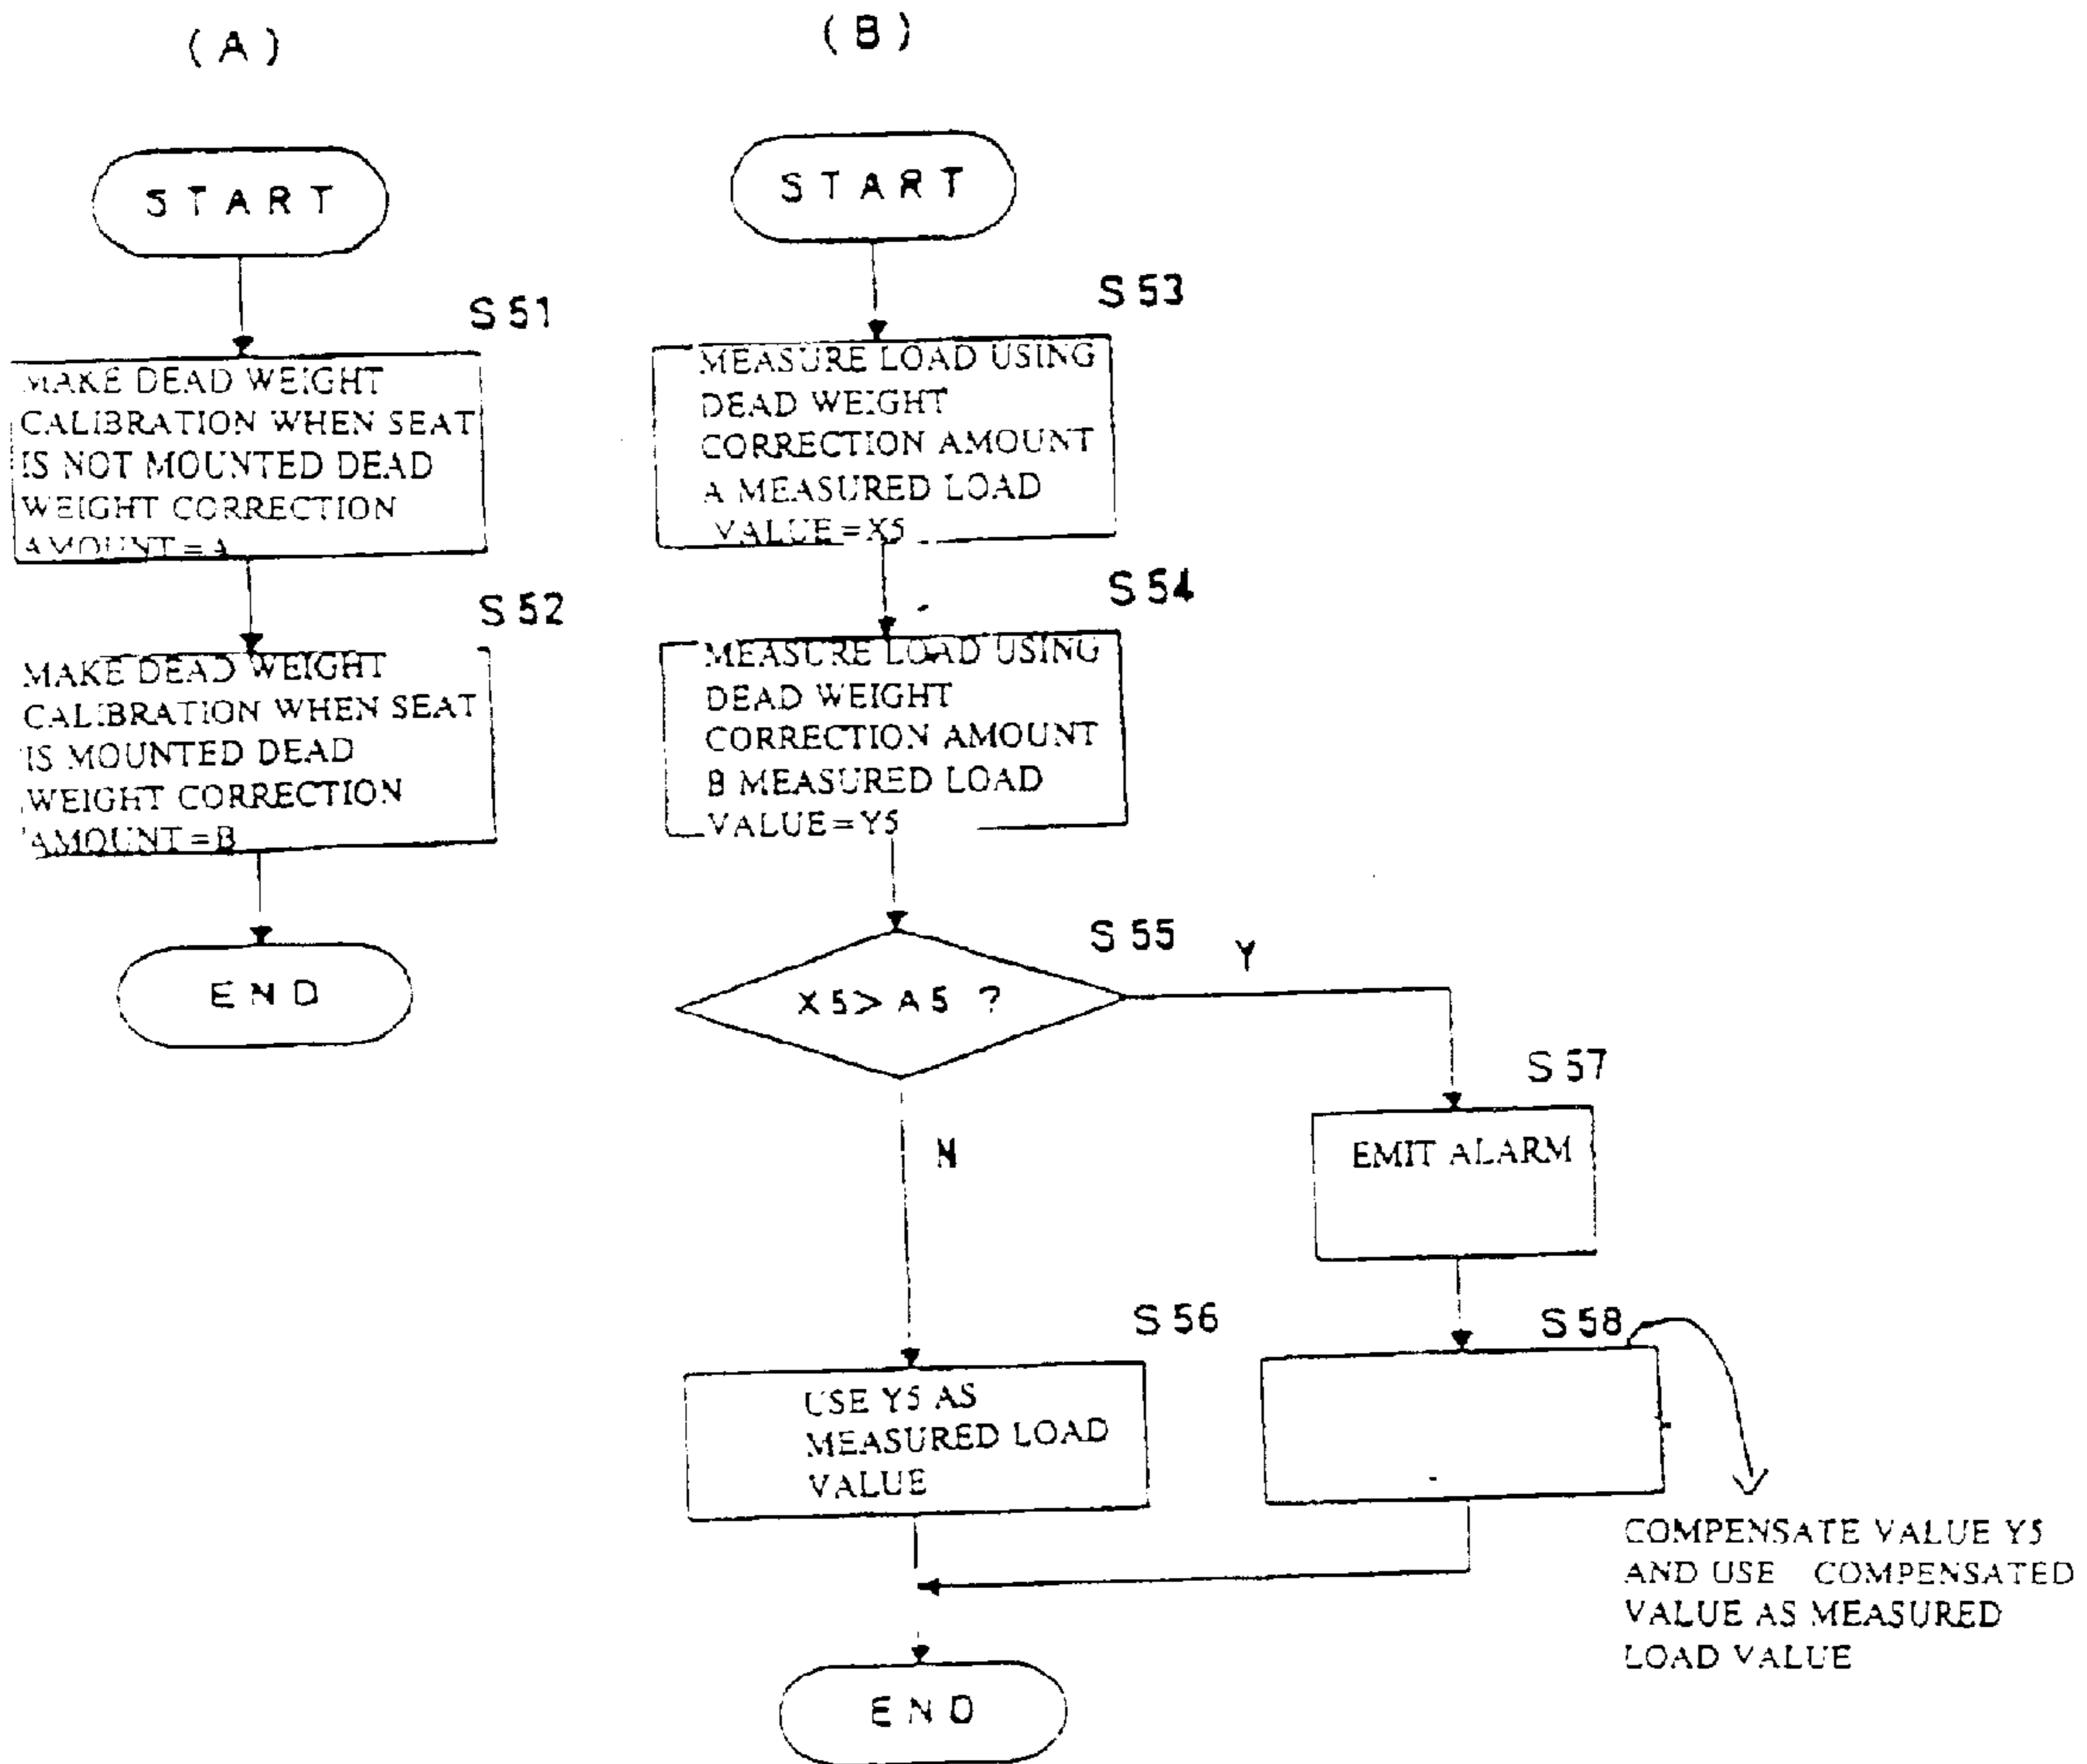 (A)
START
S51
MAKE DEAD WEIGHT
CALIBRATION WHEN SEAT
IS NOT MOUNTED DEAD
WEIGHT CORRECTION
AMOUNT=A
S52
MAKE DEAD WEIGHT
CALIBRATION WHEN SEAT
IS MOUNTED DEAD
WEIGHT CORRECTION
AMOUNT=B
END
(B)
START
S53
MEASURE LOAD USING
DEAD WEIGHT
CORRECTION AMOUNT
A MEASURED LOAD
VALUE=X5
S54
MEASURE LOAD USING
DEAD WEIGHT
CORRECTION AMOUNT
B MEASURED LOAD
VALUE=Y5
S55
X5>A5 ?
Y
N
S57
EMIT ALARM
S56
USE Y5 AS
MEASURED LOAD
VALUE
S58
COMPENSATE VALUE Y5
AND USE COMPENSATED
VALUE AS MEASURED
LOAD VALUE
END